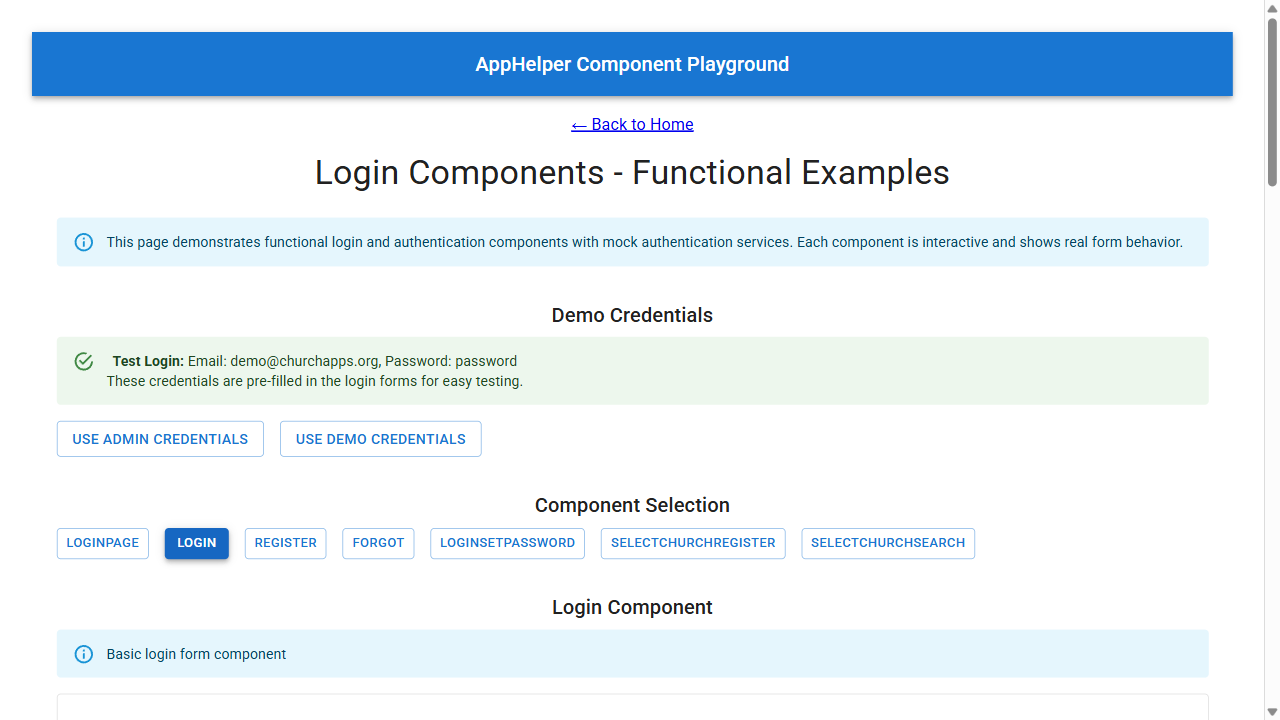 AppHelper Component Playground
← Back to Home
Login Components - Functional Examples
This page demonstrates functional login and authentication components with mock authentication services. Each component is interactive and shows real form behavior.
Demo Credentials
Test Login: Email: demo@churchapps.org, Password: password
These credentials are pre-filled in the login forms for easy testing.
USE ADMIN CREDENTIALS USE DEMO CREDENTIALS
Component Selection
LOGINPAGE LOGIN REGISTER FORGOT LOGINSETPASSWORD SELECTCHURCHREGISTER SELECTCHURCHSEARCH
Login Component
Basic login form component